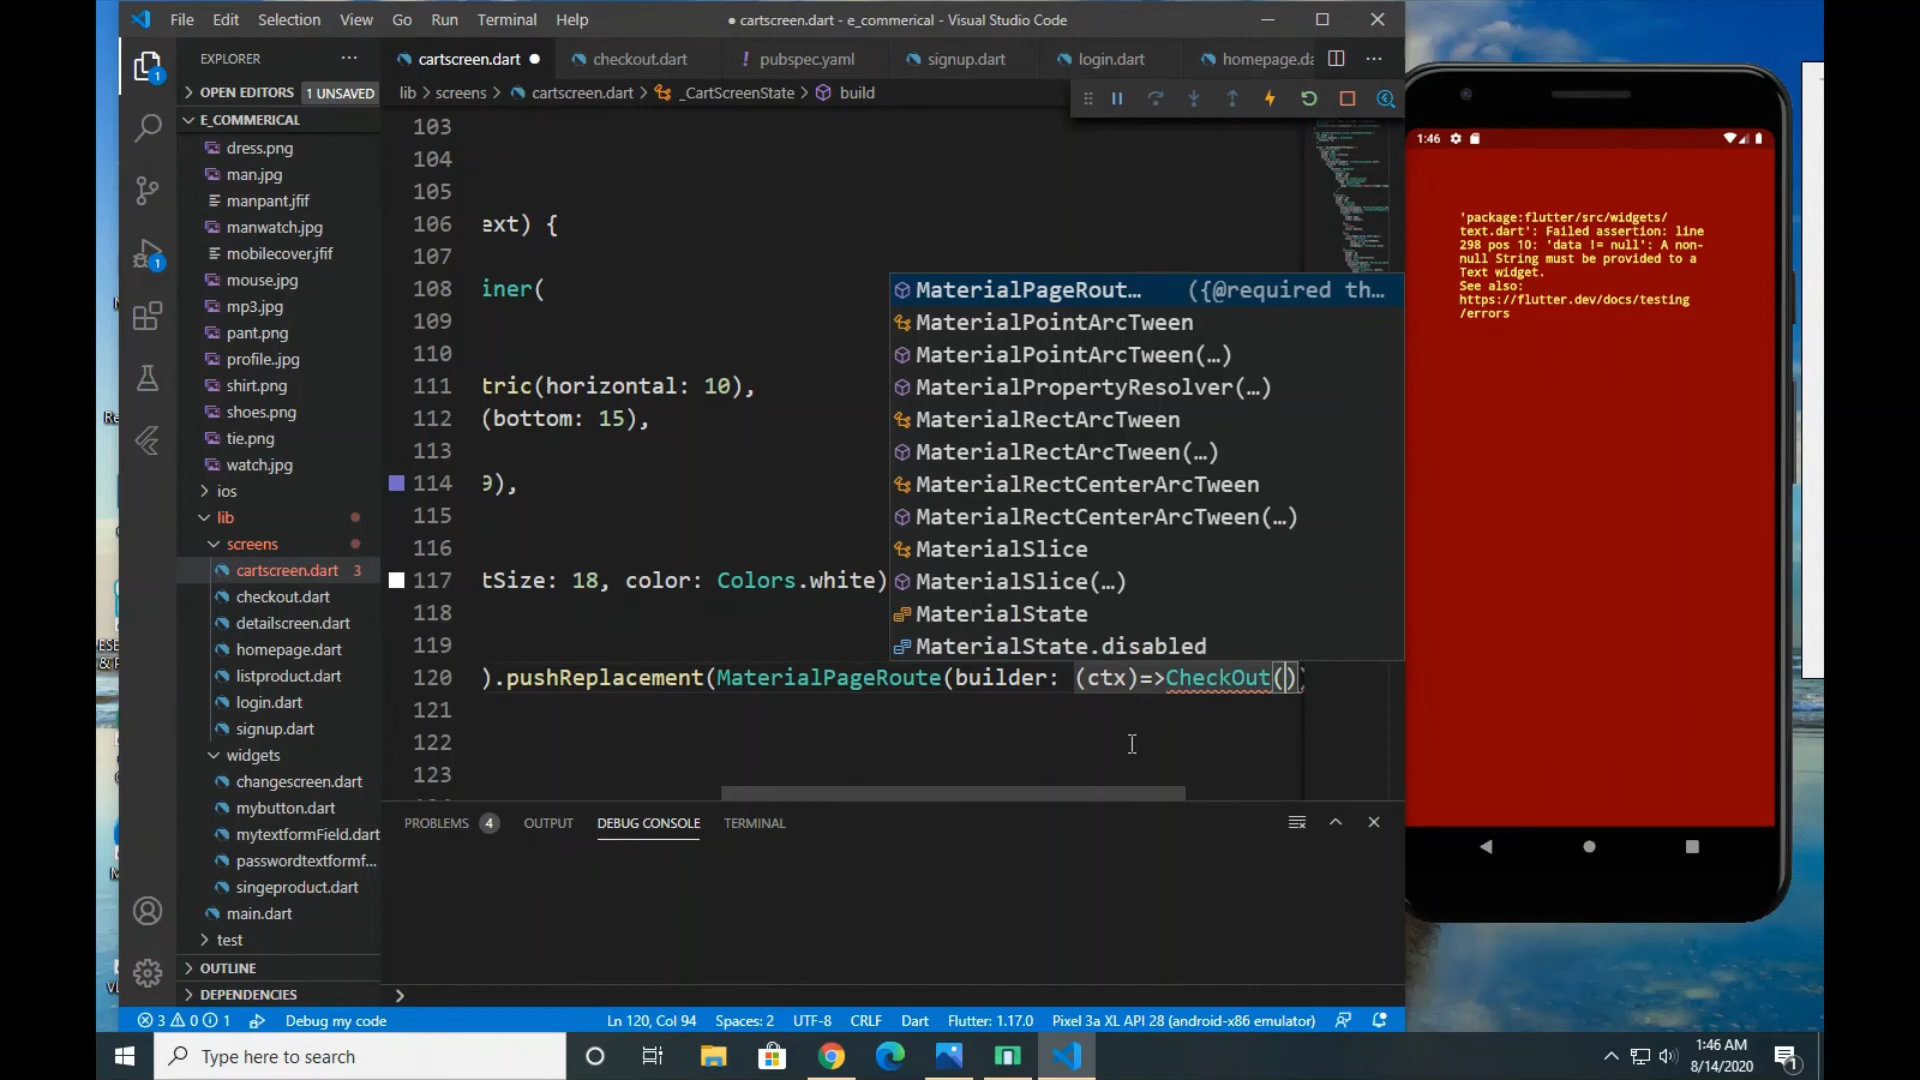 File Edit Selection View Go Run Terminal Help
● cartscreen.dart - e_commerical - Visual Studio Code
EXPLORER
cartscreen.dart
checkout.dart
! pubspec.yaml
signup.dart
login.dart
homepage.da
OPEN EDITORS 1 UNSAVED
lib > screens > cartscreen.dart > _CartScreenState > build
E_COMMERICAL
dress.png
man.jpg
manpant.jfif
manwatch.jpg
mobilecover.jfif
mouse.jpg
mp3.jpg
pant.png
profile..jpg
shirt.png
shoes.png
tie.png
watch.jpg
ios
lib
screens
cartscreen.dart 3
checkout.dart
detailscreen.dart
homepage.dart
listproduct.dart
login.dart
signup.dart
widgets
changescreen.dart
mybutton.dart
mytextformField.dart
passwordtextformf...
singeproduct.dart
main.dart
test
OUTLINE
DEPENDENCIES
1
1
103
104
105
106 ext) {
107
108 iner(
109
110
111 tric(horizontal: 10),
112 (bottom: 15),
113
114 9),
115
116
117 tSize: 18, color: Colors.white)
118
119
120 ).pushReplacement(MaterialPageRoute(builder: (ctx)=>CheckOut())
121
122
123
MaterialPageRout... ({@required th...
MaterialPointArcTween
MaterialPointArcTween(…)
MaterialPropertyResolver(…)
MaterialRectArcTween
MaterialRectArcTween(…)
MaterialRectCenterArcTween
MaterialRectCenterArcTween(…)
MaterialSlice
MaterialSlice(…)
MaterialState
MaterialState.disabled
PROBLEMS 4 OUTPUT DEBUG CONSOLE TERMINAL
3 0 1 Debug my code
Ln 120, Col 94 Spaces: 2 UTF-8 CRLF Dart Flutter: 1.17.0 Pixel 3a XL API 28 (android-x86 emulator)
1:46
'package:flutter/src/widgets/
text.dart': Failed assertion: line
298 pos 10: 'data != null': A non-
null String must be provided to a
Text widget.
See also:
https://flutter.dev/docs/testing
/errors
Type here to search
1:46 AM
8/14/2020
1